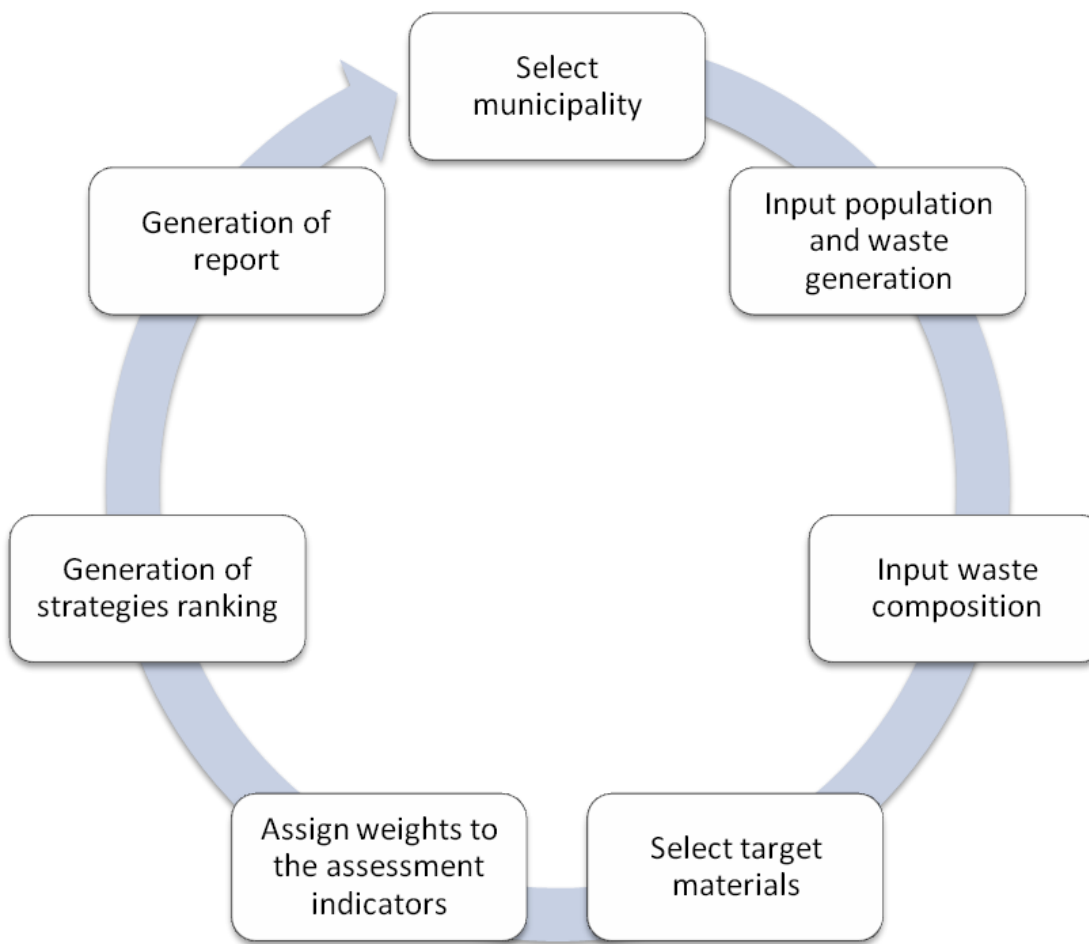 Select
municipality
Input population
and waste
generation
Input waste
composition
Select target
materials
Assign weights to
the assessment
indicators
Generation of
strategies ranking
Generation of
report